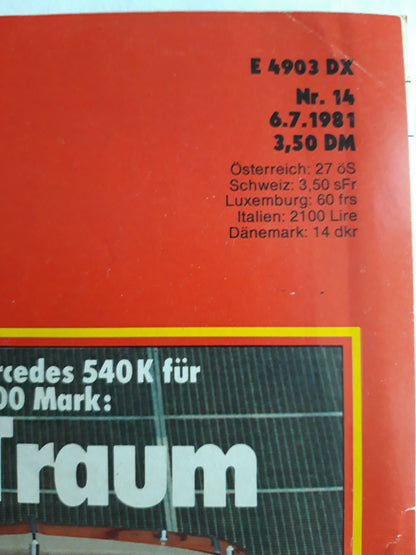 E 4903 DX
Nr. 14
6.7.1981
3,50 DM
Österreich: 27 öS
Schweiz: 3,50 sFr
Luxemburg: 60 frs
Italien: 2100 Lire
Dänemark: 14 dkr
rcedes 540 K für
00 Mark:
Traum